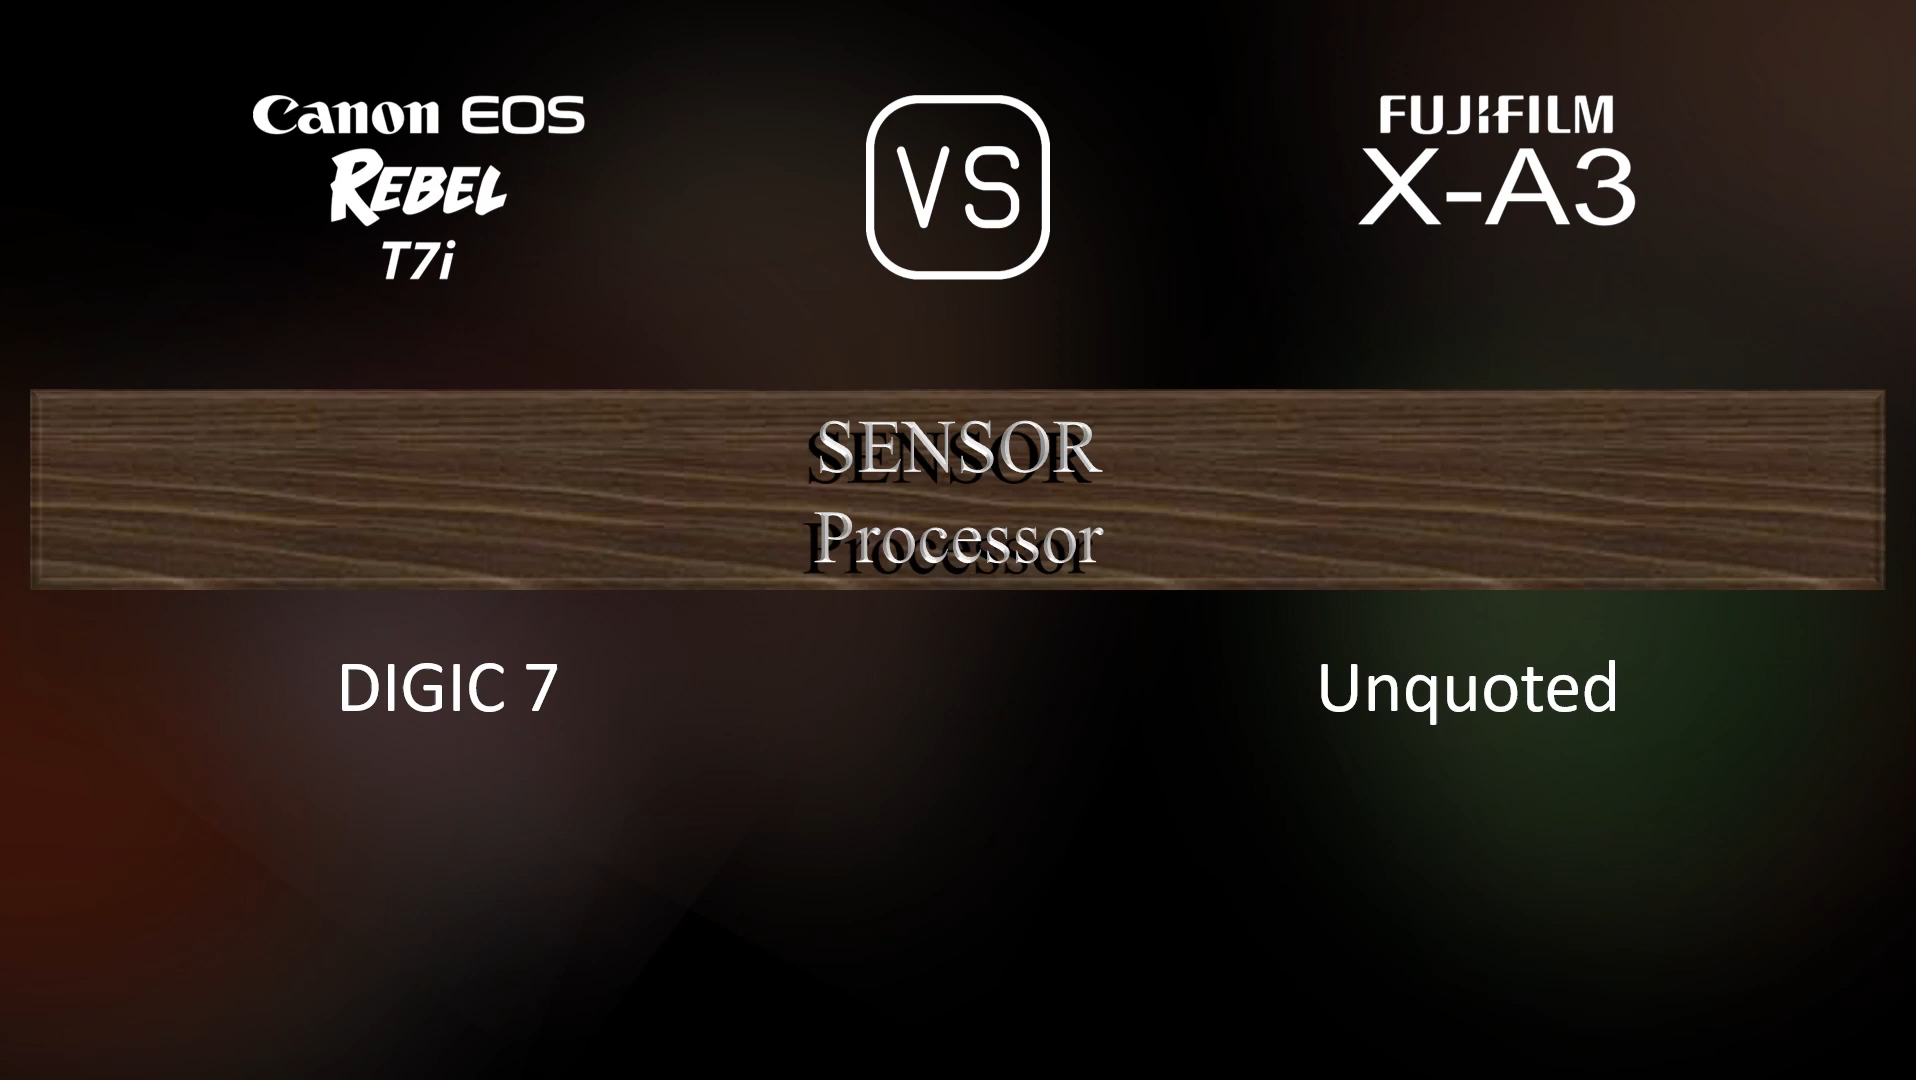 Canon EOS
REBEL
T7i
VS
FUJIFILM
X-A3
SENSOR
Processor
DIGIC 7
Unquoted